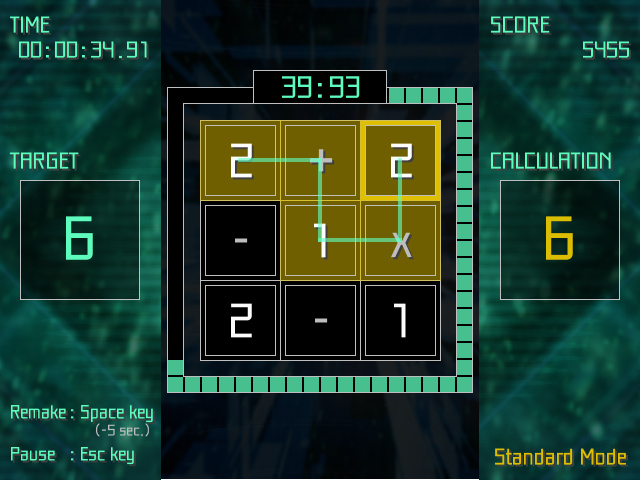 TIME
00:00:34.91
SCORE
5455
39:93
TARGET
6
CALCULATION
6
2 + 2
- 1 x
2 - 1
Remake : Space key
(-5 sec.)
Pause : Esc key
Standard Mode